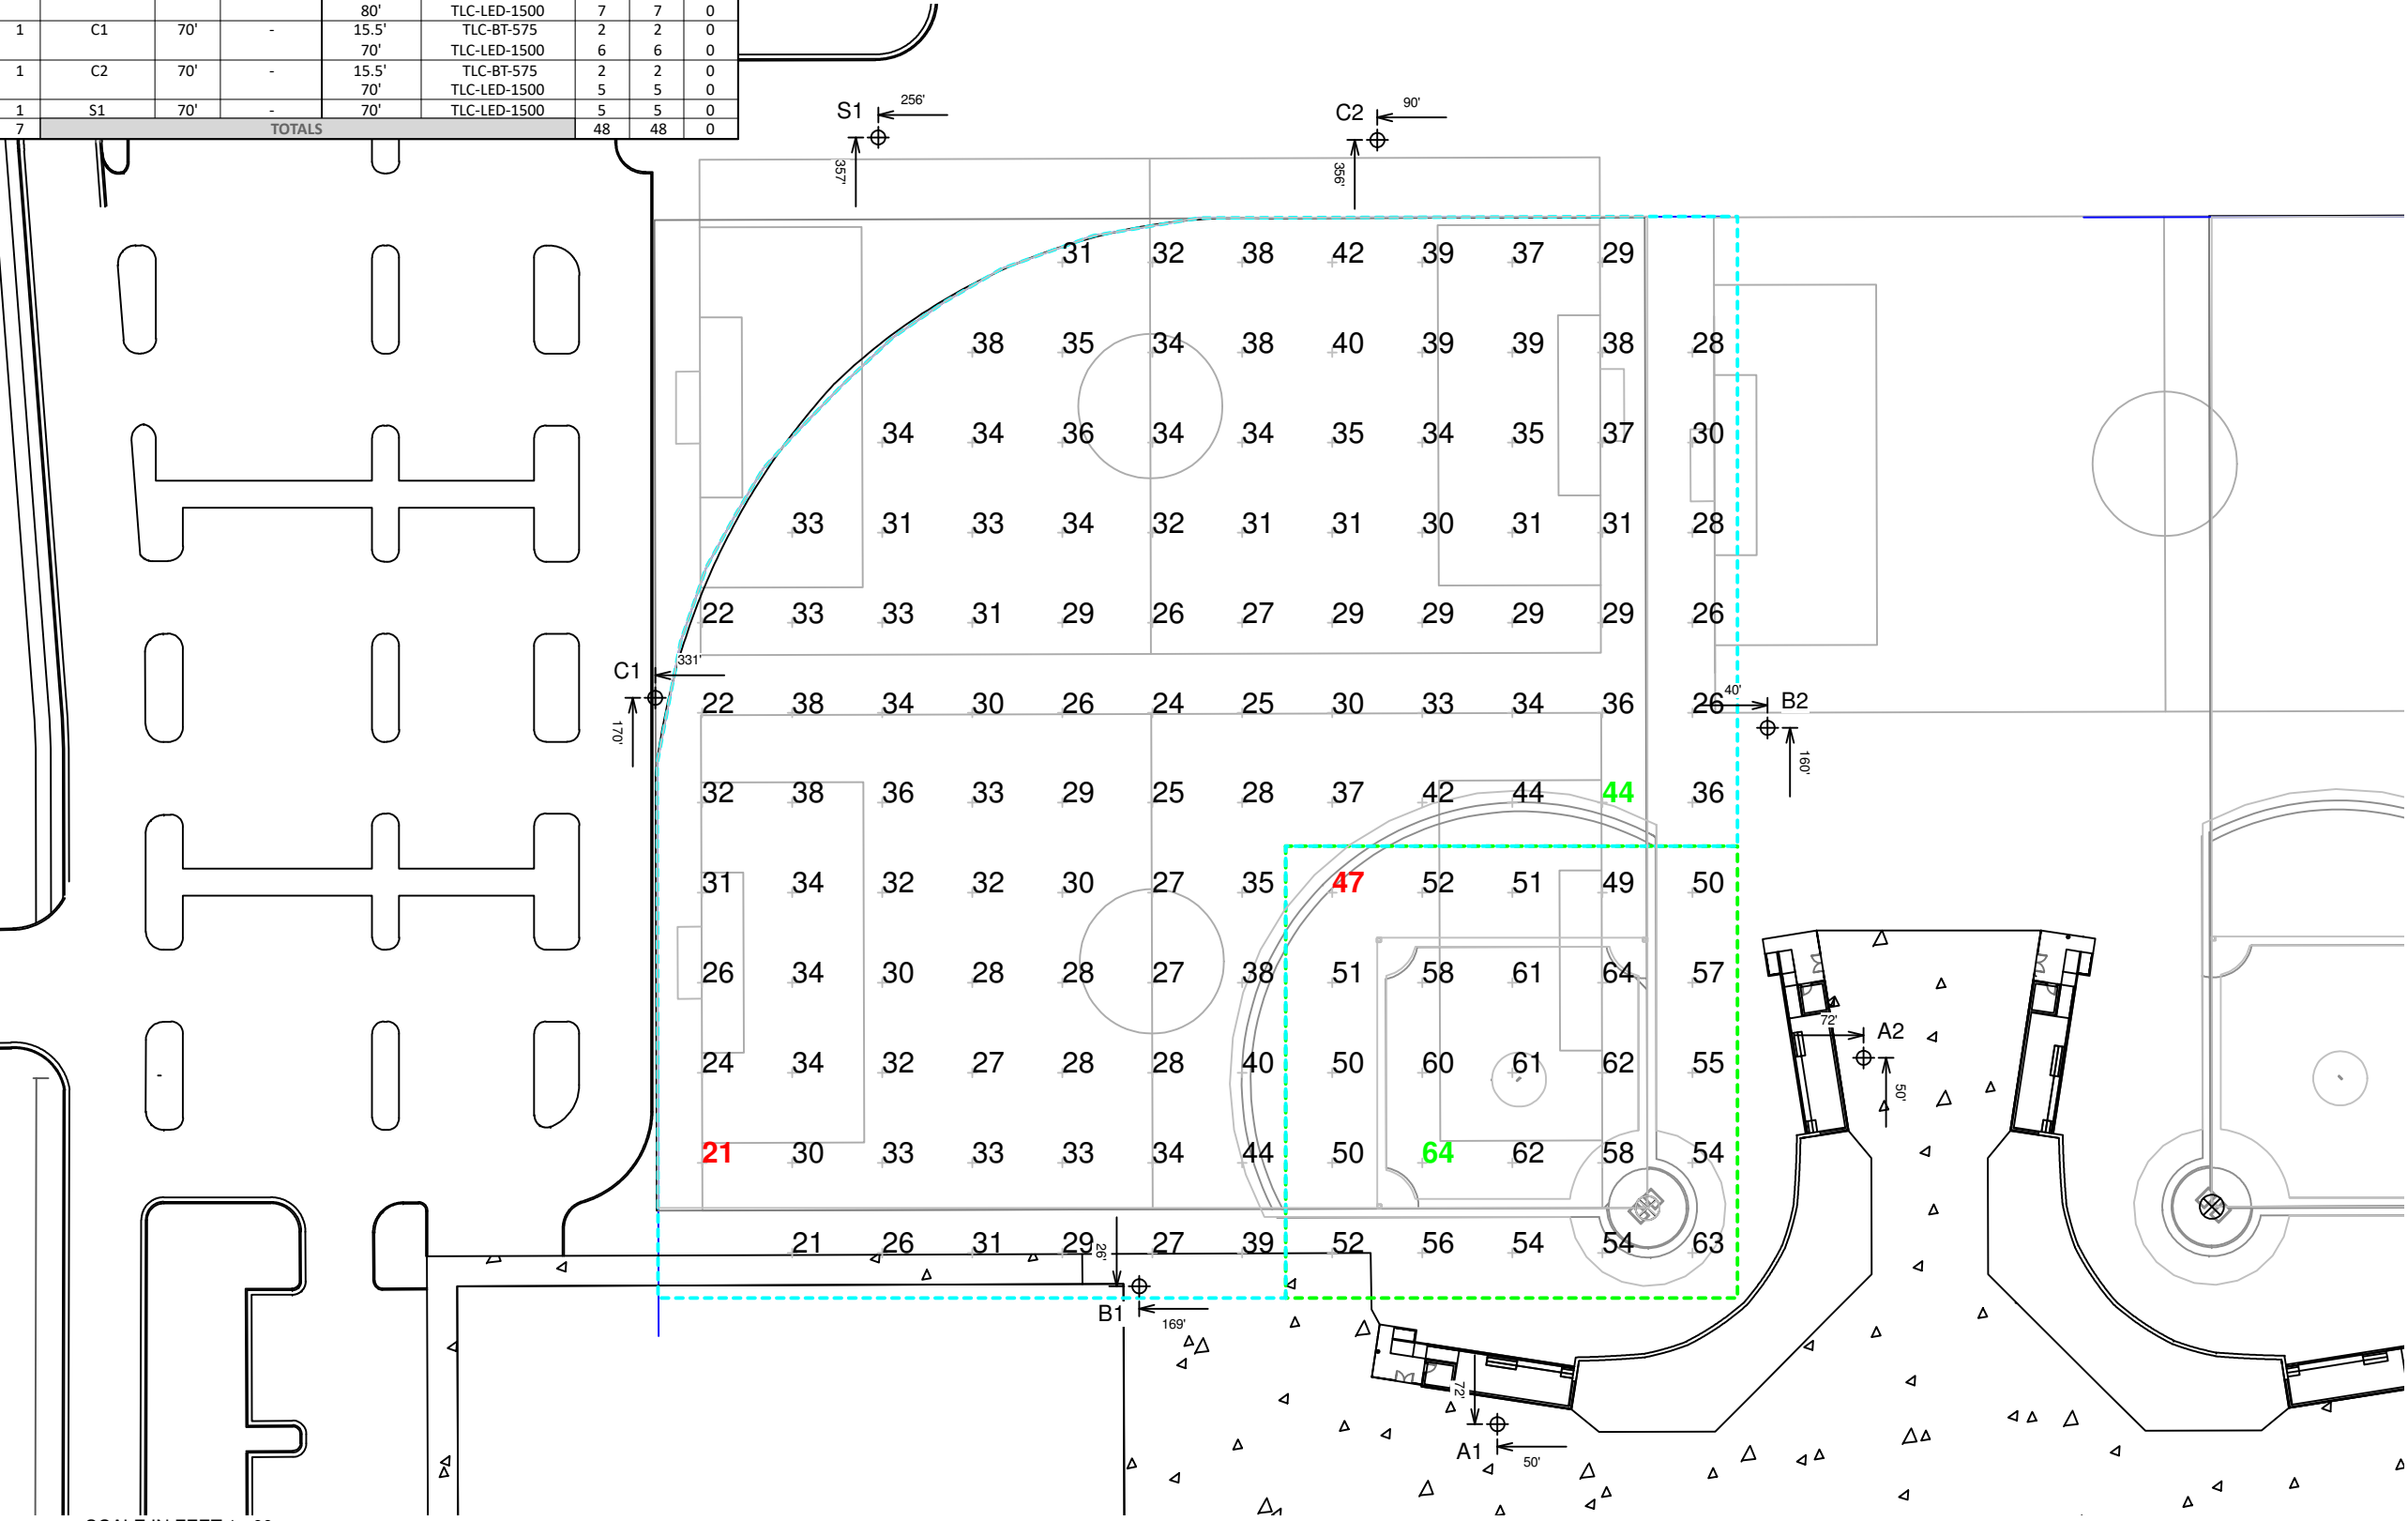 80' TLC-LED-1500 7 7 0
1 C1 70' - 15.5' TLC-BT-575 2 2 0
70' TLC-LED-1500 6 6 0
1 C2 70' - 15.5' TLC-BT-575 2 2 0
70' TLC-LED-1500 5 5 0
1 S1 70' - 70' TLC-LED-1500 5 5 0
7 TOTALS 48 48 0
S1 256'
357'
C2 90'
356'
31 32 38 42 39 37 29
38 35 34 38 40 39 39 38 28
34 34 36 34 34 35 34 35 37 30
33 31 33 34 32 31 31 30 31 31 28
22 33 33 31 29 26 27 29 29 29 29 26
C1 331'
170'
22 38 34 30 26 24 25 30 33 34 36 26
40' B2
160'
32 38 36 33 29 25 28 37 42 44 44 36
31 34 32 32 30 27 35 47 52 51 49 50
26 34 30 28 28 27 38 51 58 61 64 57
72' A2
50'
24 34 32 27 28 28 40 50 60 61 62 55
21 30 33 33 33 34 44 50 64 62 58 54
21 26 31 29 27 39 52 56 54 54 63
26'
B1 169'
72'
A1 50'